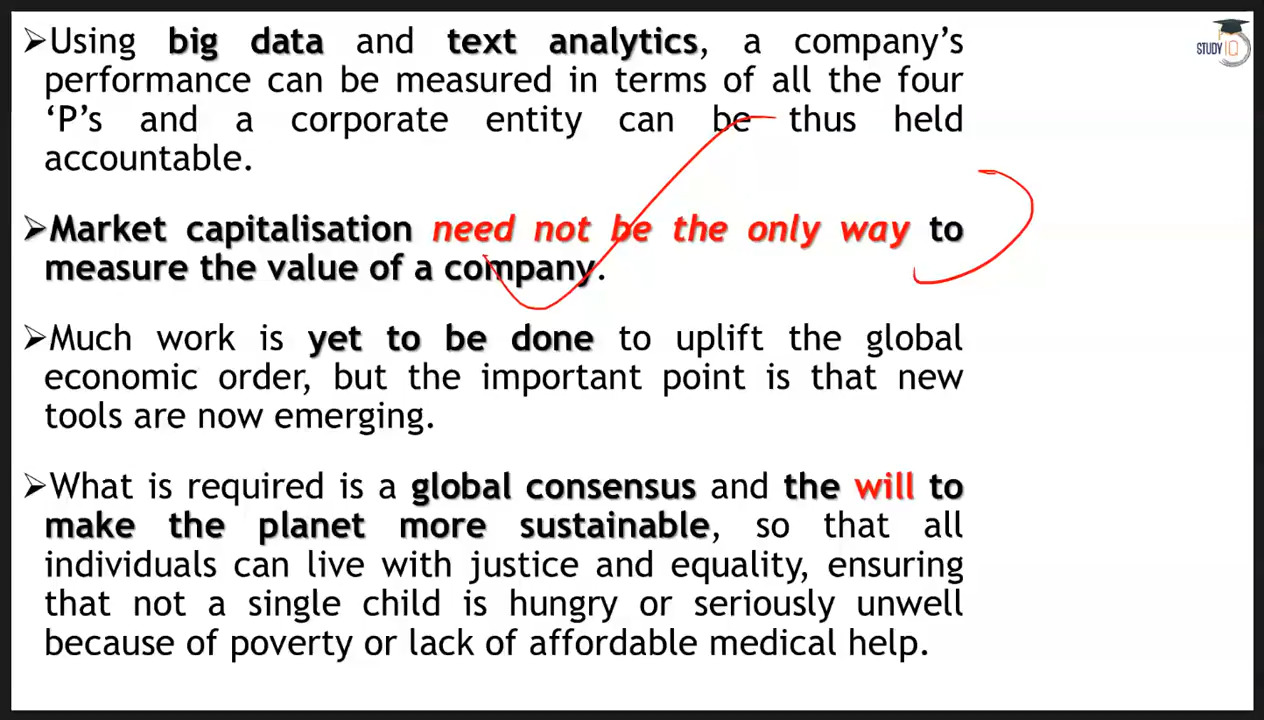 ➢Using big data and text analytics, a company’s
performance can be measured in terms of all the four
‘P’s and a corporate entity can be thus held
accountable.
➢Market capitalisation need not be the only way to
measure the value of a company.
➢Much work is yet to be done to uplift the global
economic order, but the important point is that new
tools are now emerging.
➢What is required is a global consensus and the will to
make the planet more sustainable, so that all
individuals can live with justice and equality, ensuring
that not a single child is hungry or seriously unwell
because of poverty or lack of affordable medical help.
STUDY IQ